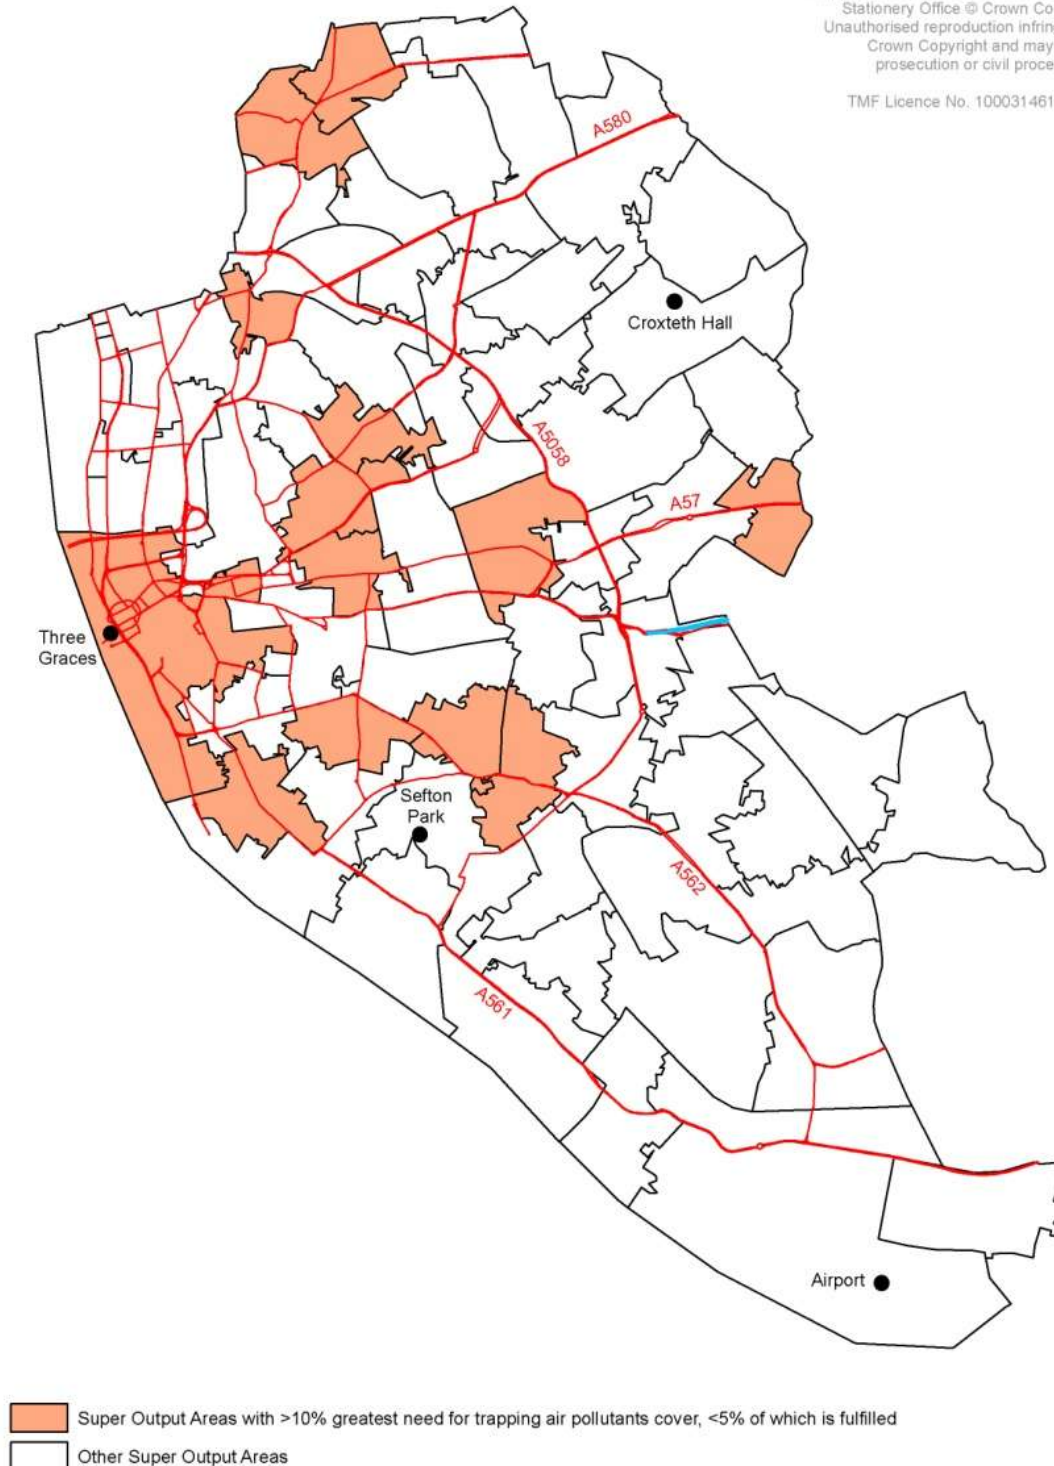 Stationery Office © Crown Co
Unauthorised reproduction infrin
Crown Copyright and may
prosecution or civil proce
TMF Licence No. 100031461
A580
Croxteth Hall
A5058
A57
Three
Graces
Sefton
Park
A562
A561
Airport
Super Output Areas with >10% greatest need for trapping air pollutants cover, <5% of which is fulfilled
Other Super Output Areas